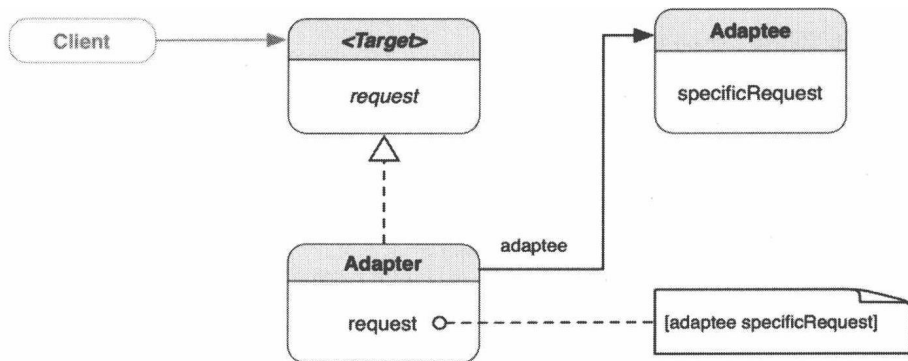 Client
<Target>
request
Adaptee
specificRequest
adaptee
Adapter
request
[adaptee specificRequest]